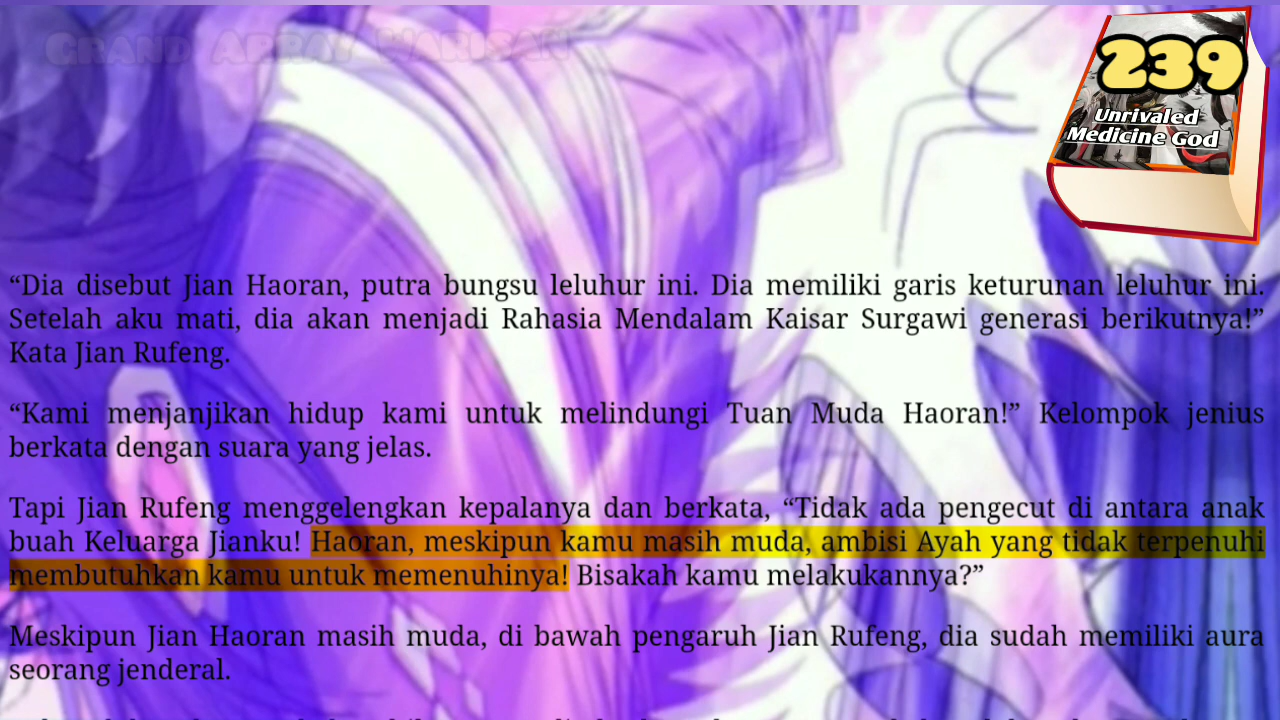 Grand Array Warisan
239
Unrivaled
Medicine God
“Dia disebut Jian Haoran, putra bungsu leluhur ini. Dia memiliki garis keturunan leluhur ini.
Setelah aku mati, dia akan menjadi Rahasia Mendalam Kaisar Surgawi generasi berikutnya!”
Kata Jian Rufeng.
“Kami menjanjikan hidup kami untuk melindungi Tuan Muda Haoran!” Kelompok jenius
berkata dengan suara yang jelas.
Tapi Jian Rufeng menggelengkan kepalanya dan berkata, “Tidak ada pengecut di antara anak
buah Keluarga Jianku! Haoran, meskipun kamu masih muda, ambisi Ayah yang tidak terpenuhi
membutuhkan kamu untuk memenuhinya! Bisakah kamu melakukannya?”
Meskipun Jian Haoran masih muda, di bawah pengaruh Jian Rufeng, dia sudah memiliki aura
seorang jenderal.